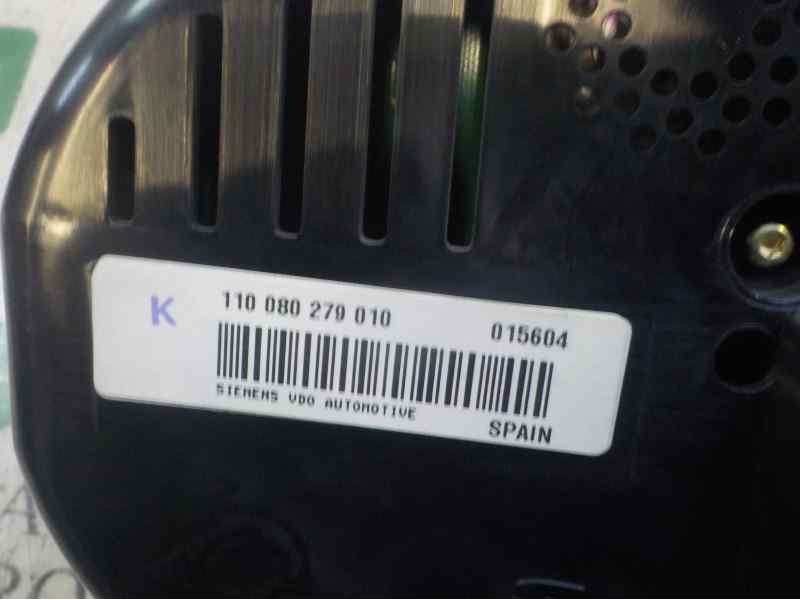 K
110 080 279 010
015604
SIEMENS VDO AUTOMOTIVE
SPAIN